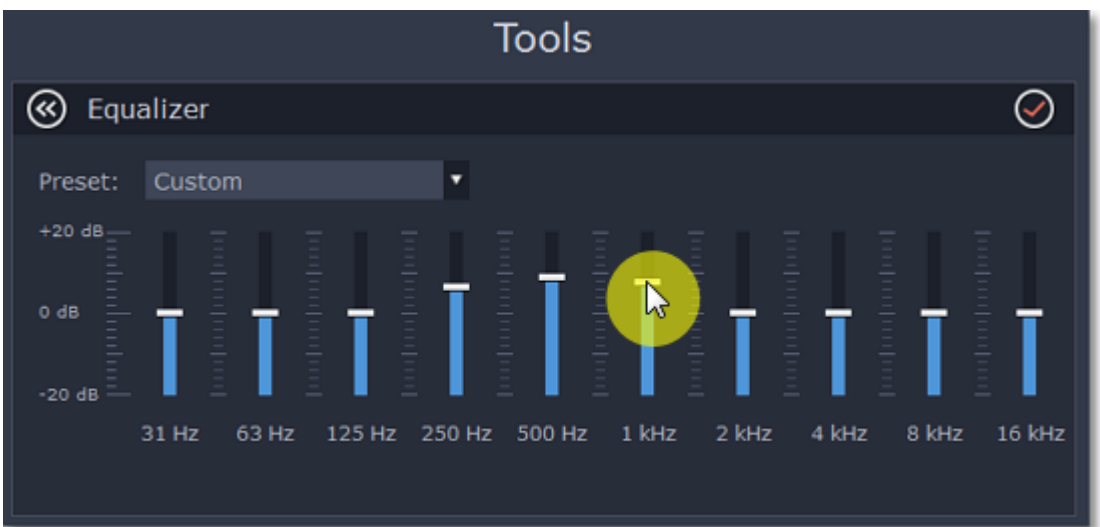 Tools
Equalizer
Preset: Custom
+20 dB
0 dB
-20 dB
31 Hz 63 Hz 125 Hz 250 Hz 500 Hz 1 kHz 2 kHz 4 kHz 8 kHz 16 kHz